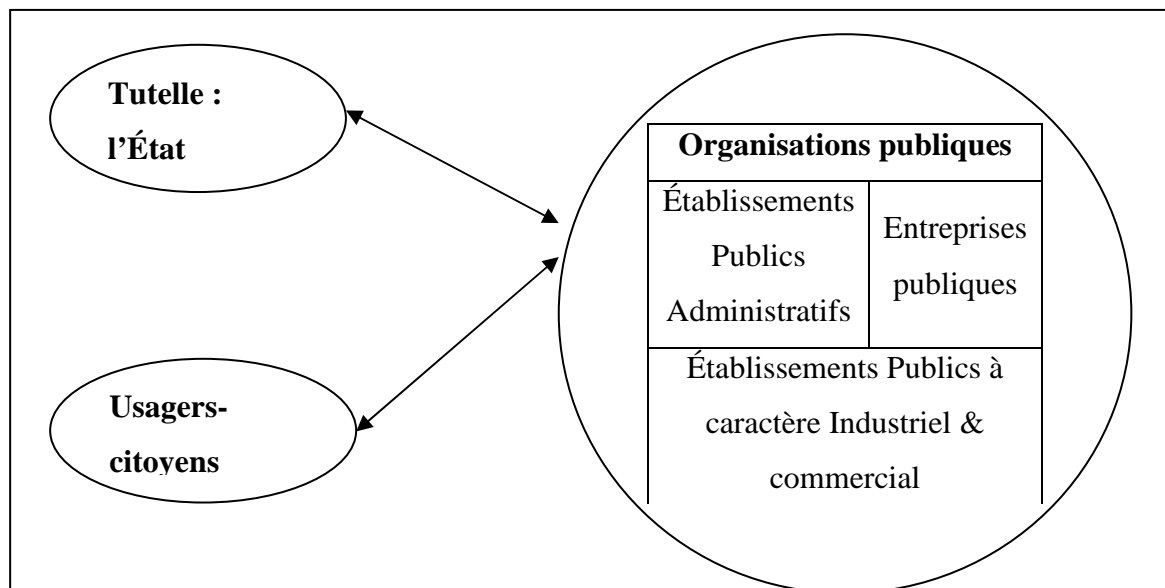 Tutelle :
l’État
Usagers-
citoyens
Organisations publiques
Établissements
Publics
Administratifs
Entreprises
publiques
Établissements Publics à
caractère Industriel &
commercial